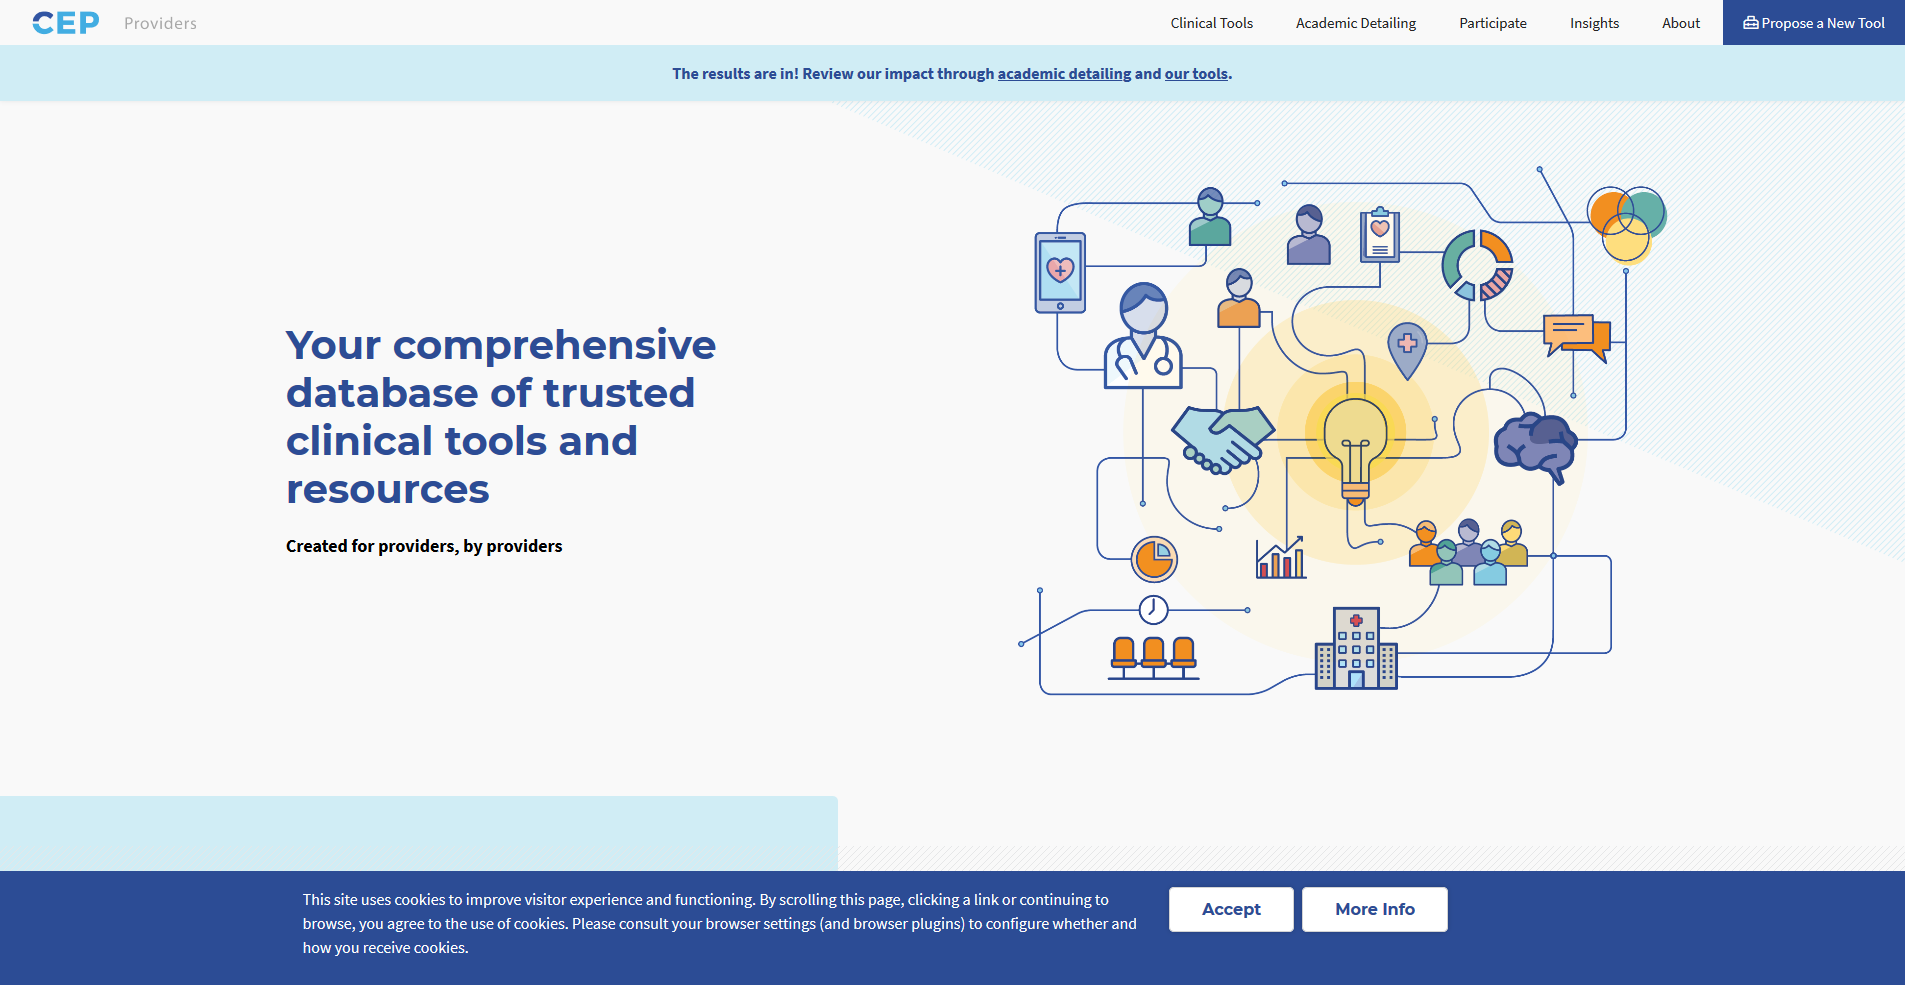 CEP Providers
Clinical Tools
Academic Detailing
Participate
Insights
About
Propose a New Tool
The results are in! Review our impact through academic detailing and our tools.
Your comprehensive
database of trusted
clinical tools and
resources
Created for providers, by providers
This site uses cookies to improve visitor experience and functioning. By scrolling this page, clicking a link or continuing to
browse, you agree to the use of cookies. Please consult your browser settings (and browser plugins) to configure whether and
how you receive cookies.
Accept
More Info